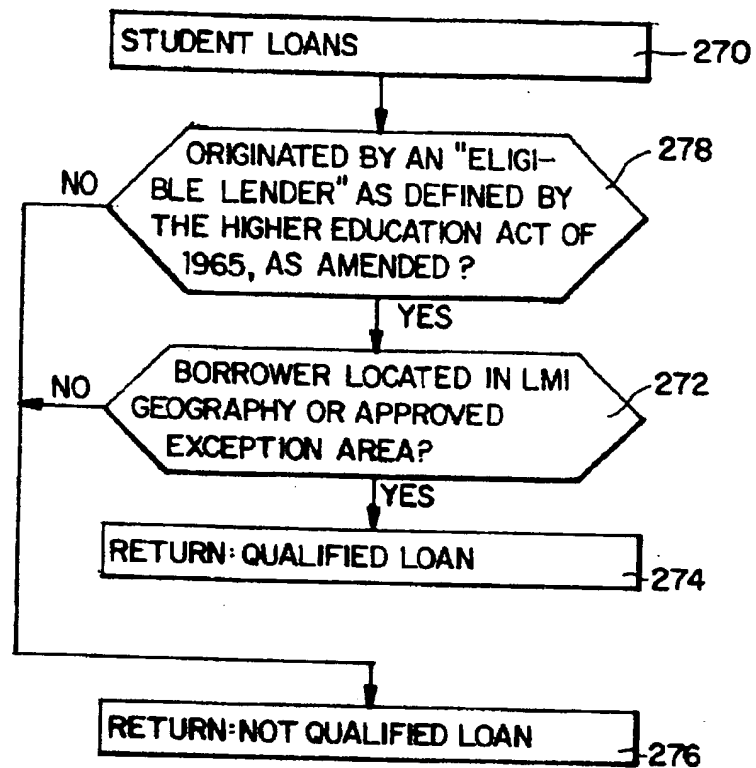 STUDENT LOANS
270
ORIGINATED BY AN "ELIGI-
BLE LENDER" AS DEFINED BY
THE HIGHER EDUCATION ACT OF
1965, AS AMENDED?
278
NO
YES
BORROWER LOCATED IN LMI
GEOGRAPHY OR APPROVED
EXCEPTION AREA?
272
NO
YES
RETURN: QUALIFIED LOAN
274
RETURN: NOT QUALIFIED LOAN
276